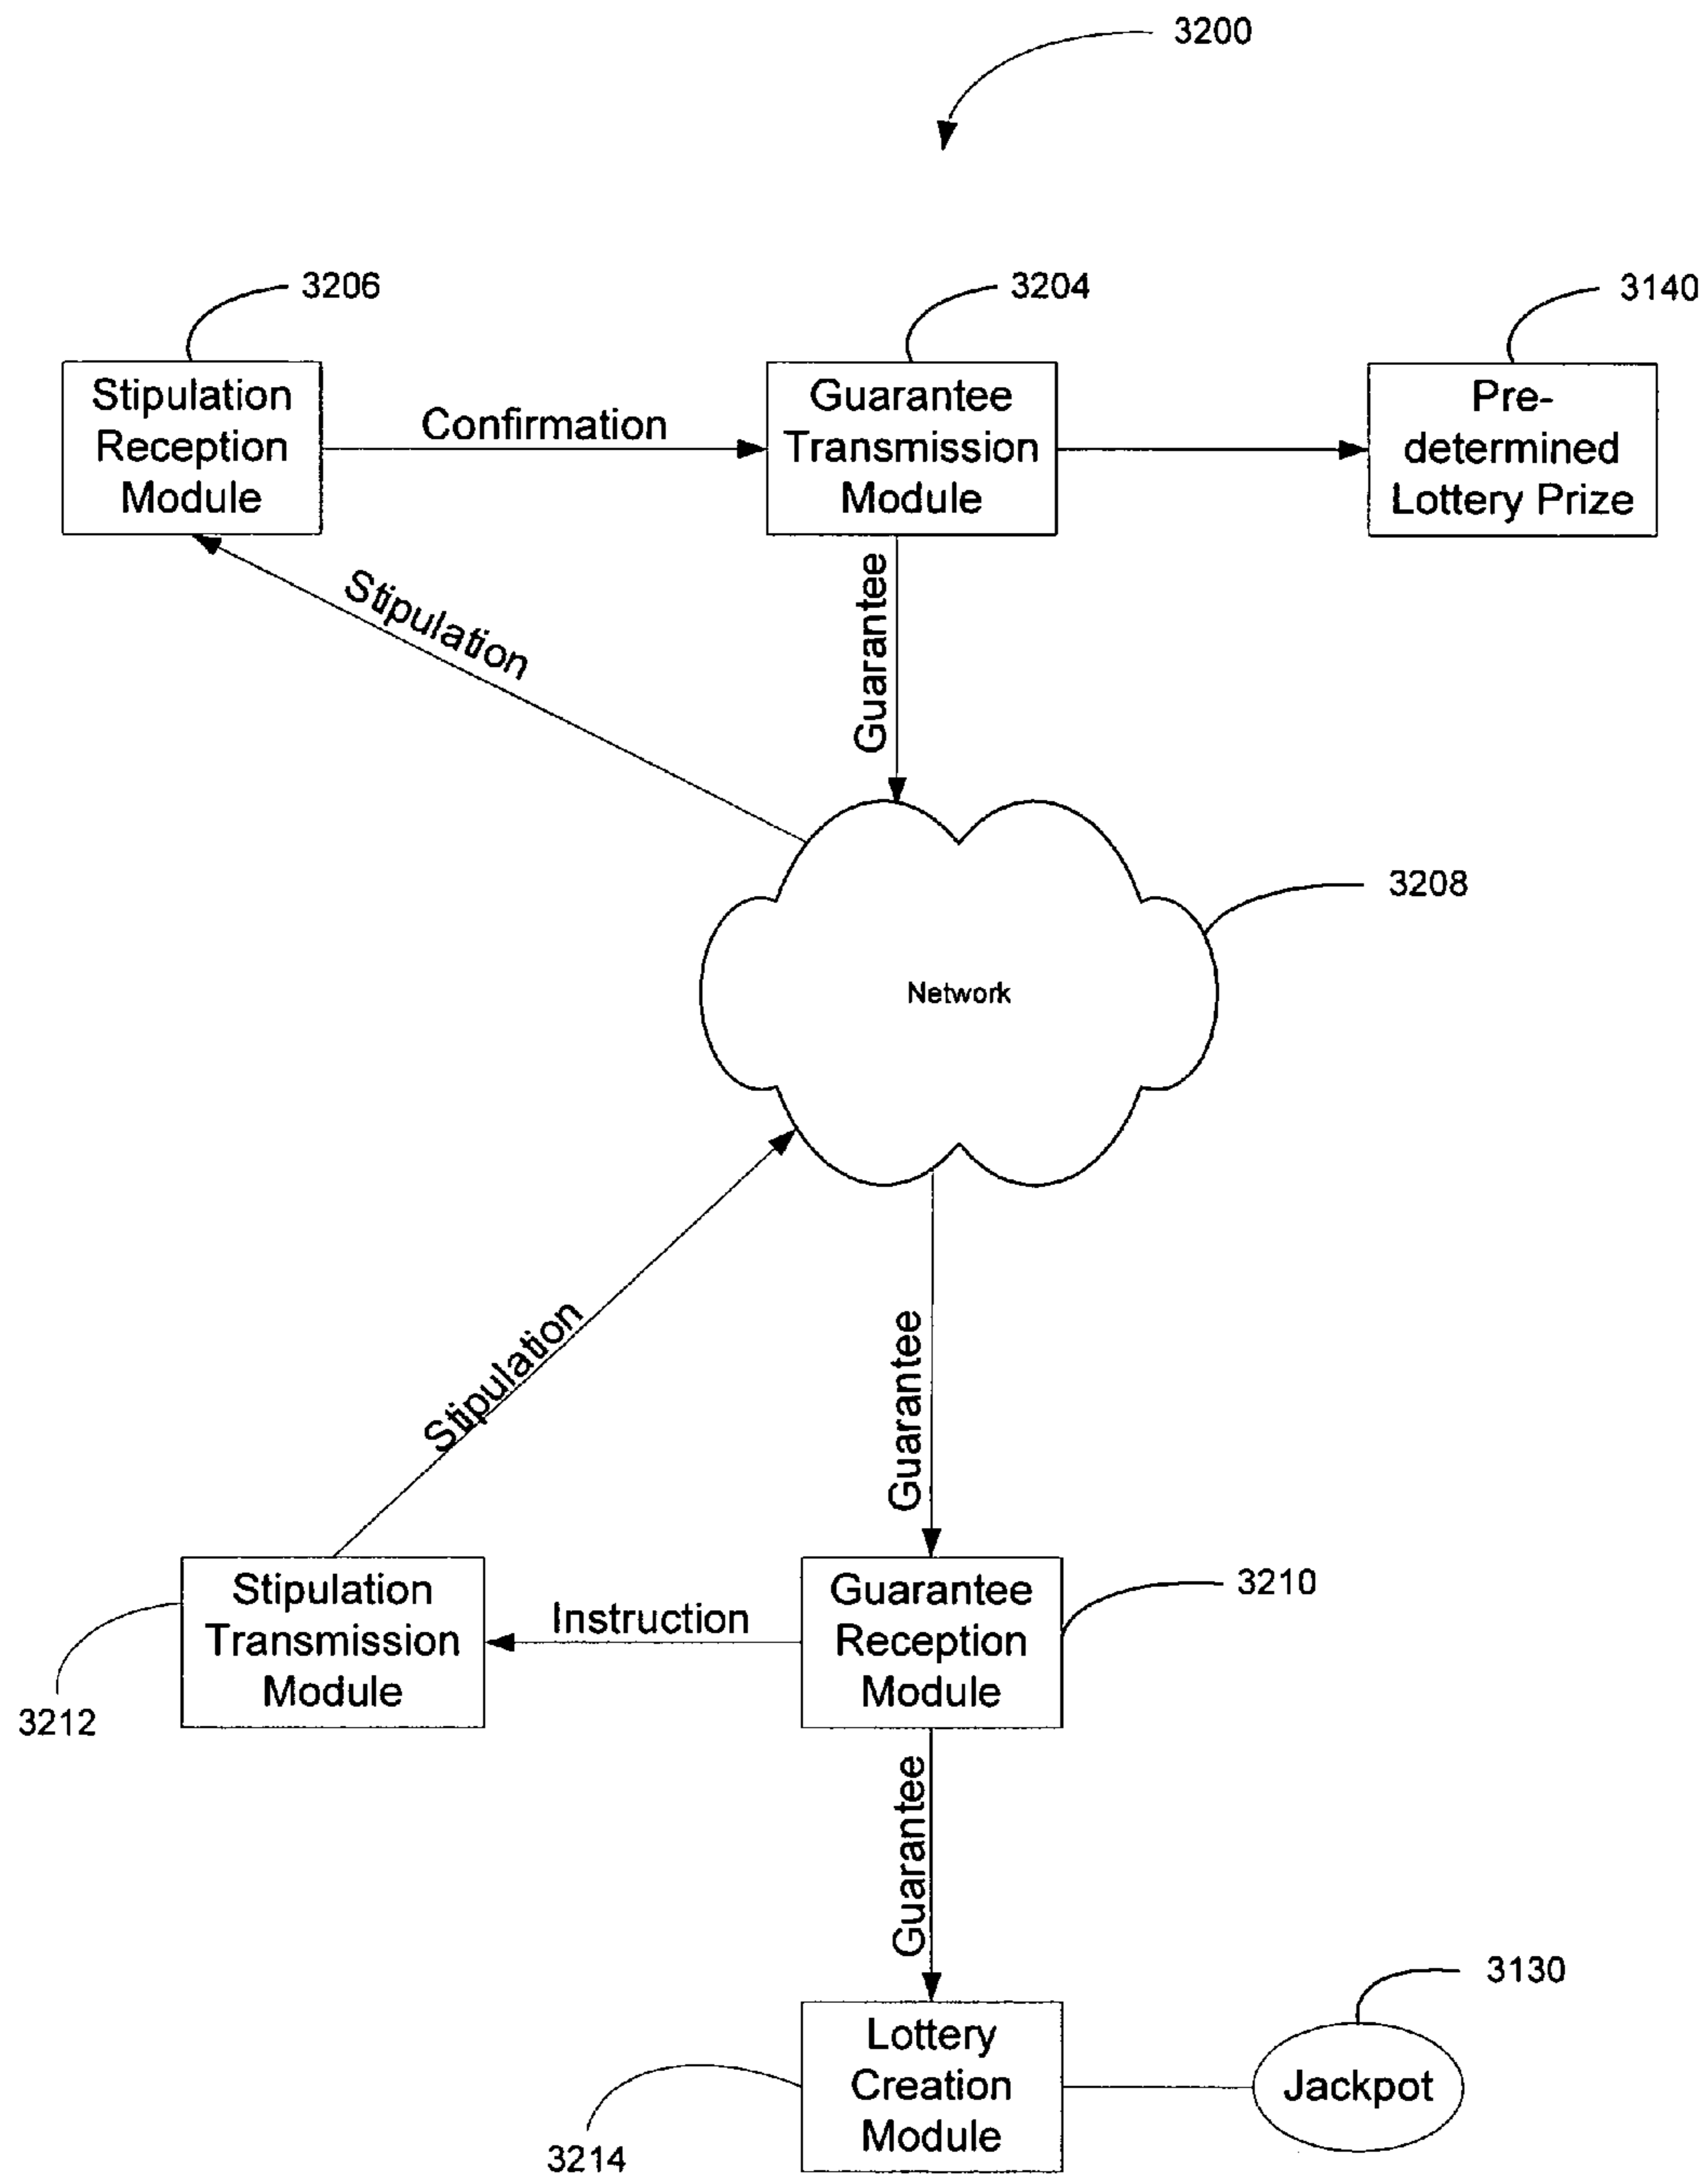 3200
3206
3204
3140
Stipulation
Reception
Module
Confirmation
Guarantee
Transmission
Module
Pre-
determined
Lottery Prize
Stipulation
Guarantee
3208
Network
Stipulation
Guarantee
Stipulation
Transmission
Module
Instruction
Guarantee
Reception
Module
3210
3212
Guarantee
3130
Lottery
Creation
Module
Jackpot
3214